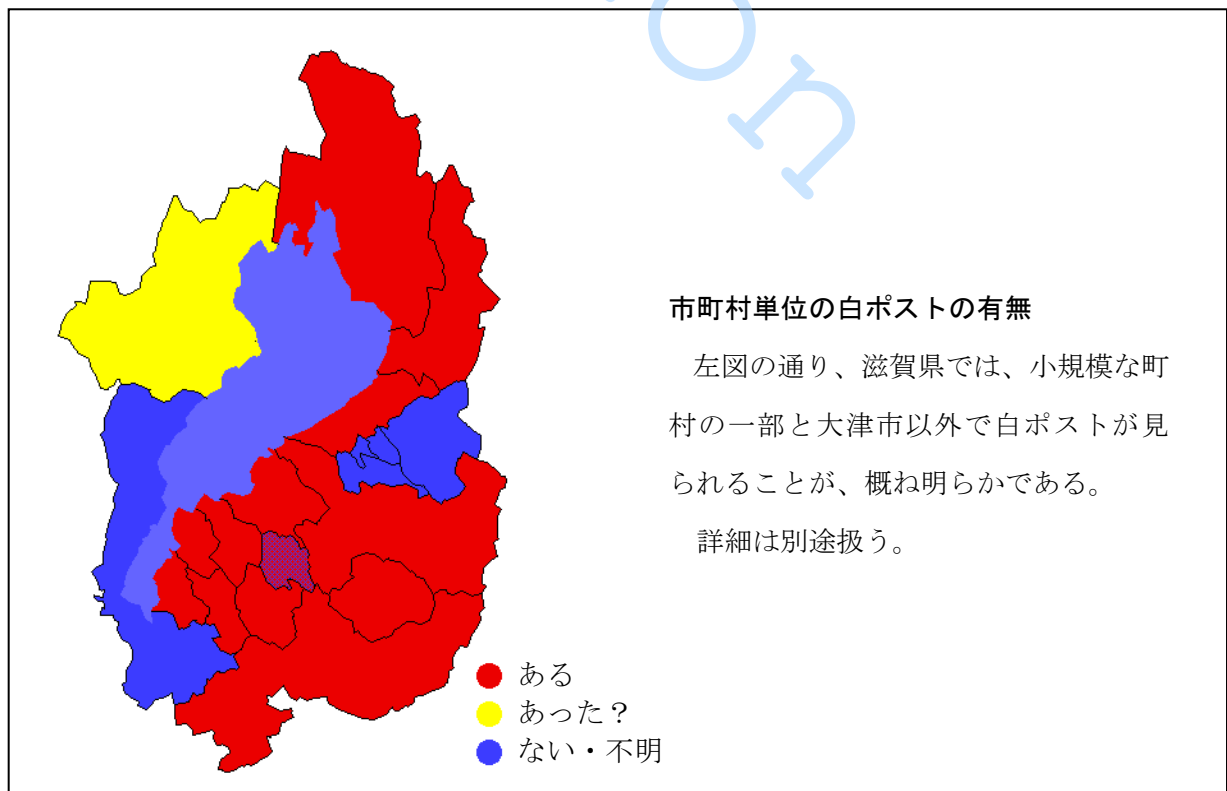 on
市町村単位の白ポストの有無
左図の通り、滋賀県では、小規模な町
村の一部と大津市以外で白ポストが見
られることが、概ね明らかである。
詳細は別途扱う。
ある
あった？
ない・不明